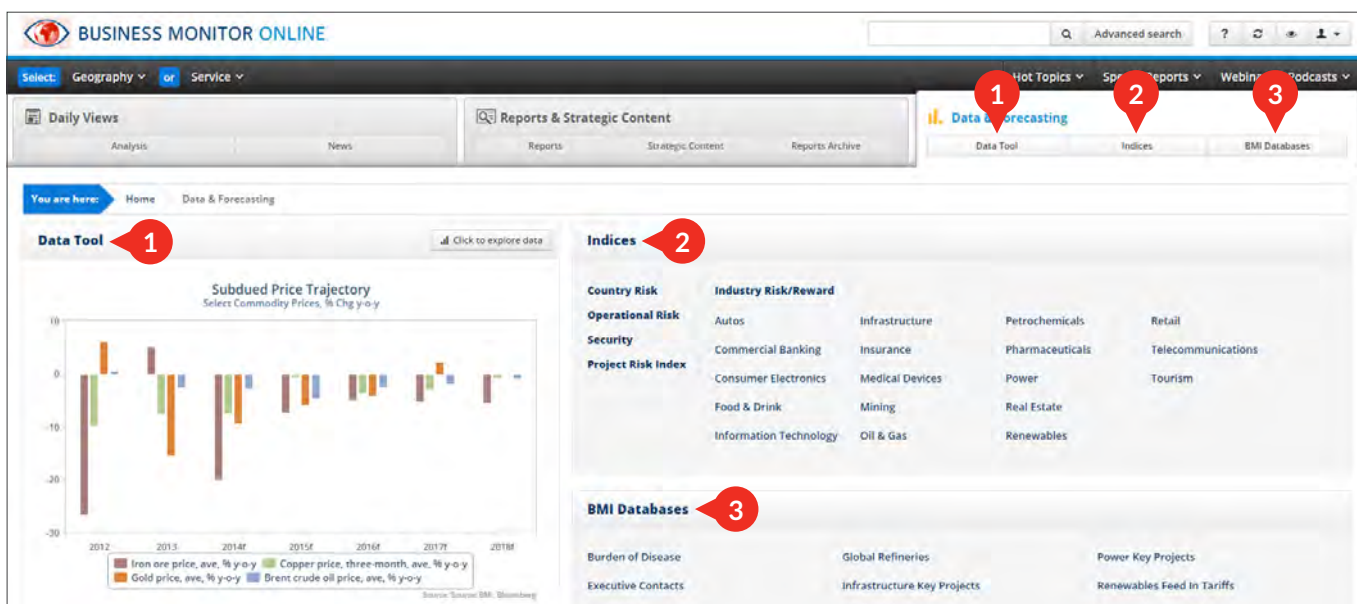 BUSINESS MONITOR ONLINE
Advanced search ?
Select: Geography or Service Hot Topics Reports Podcasts
1 2 3
Daily Views
Analysis News
Reports & Strategic Content
Reports Strategic Content Reports Archive
Data &
Data Tool Indices BMI Databases
You are here: Home Data & Forecasting
Data Tool 1 Click to explore data
Subdued Price Trajectory
Select Commodity Prices, % Chg y-o-y
10
0
-10
-20
-30
2012 2013 2014f 2015f 2016f 2017f 2018f
Iron ore price, ave, % y-o-y Copper price, three-month, ave, % y-o-y
Gold price, ave, % y-o-y Brent crude oil price, ave, % y-o-y
Source: Source: BMI, Bloomberg
Indices 2
Country Risk
Operational Risk
Security
Project Risk Index
Industry Risk/Reward
Autos Infrastructure Petrochemicals Retail
Commercial Banking Insurance Pharmaceuticals Telecommunications
Consumer Electronics Medical Devices Power Tourism
Food & Drink Mining Real Estate
Information Technology Oil & Gas Renewables
BMI Databases 3
Burden of Disease Global Refineries Power Key Projects
Executive Contacts Infrastructure Key Projects Renewables Feed In Tariffs